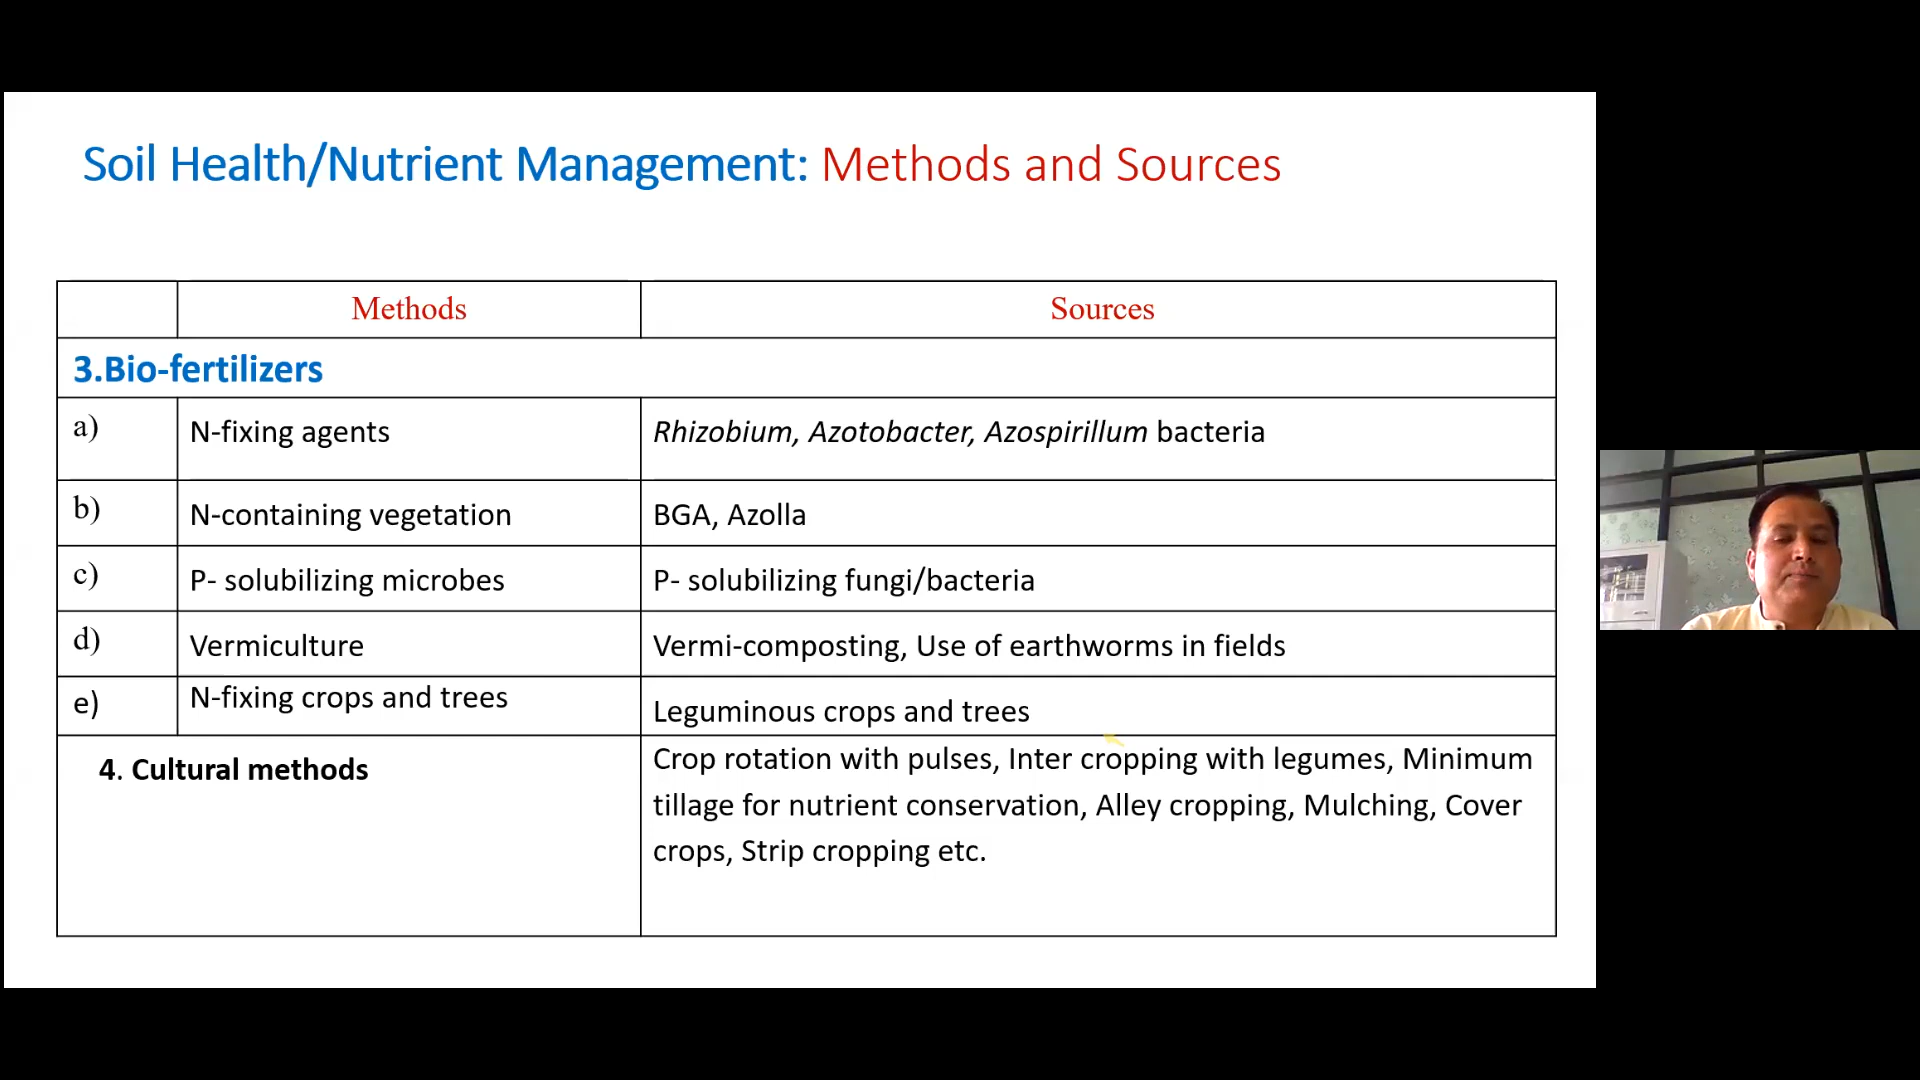 Soil Health/Nutrient Management: Methods and Sources
Methods Sources
3.Bio-fertilizers
a) N-fixing agents Rhizobium, Azotobacter, Azospirillum bacteria
b) N-containing vegetation BGA, Azolla
c) P- solubilizing microbes P- solubilizing fungi/bacteria
d) Vermiculture Vermi-composting, Use of earthworms in fields
e) N-fixing crops and trees Leguminous crops and trees
4. Cultural methods Crop rotation with pulses, Inter cropping with legumes, Minimum
tillage for nutrient conservation, Alley cropping, Mulching, Cover
crops, Strip cropping etc.